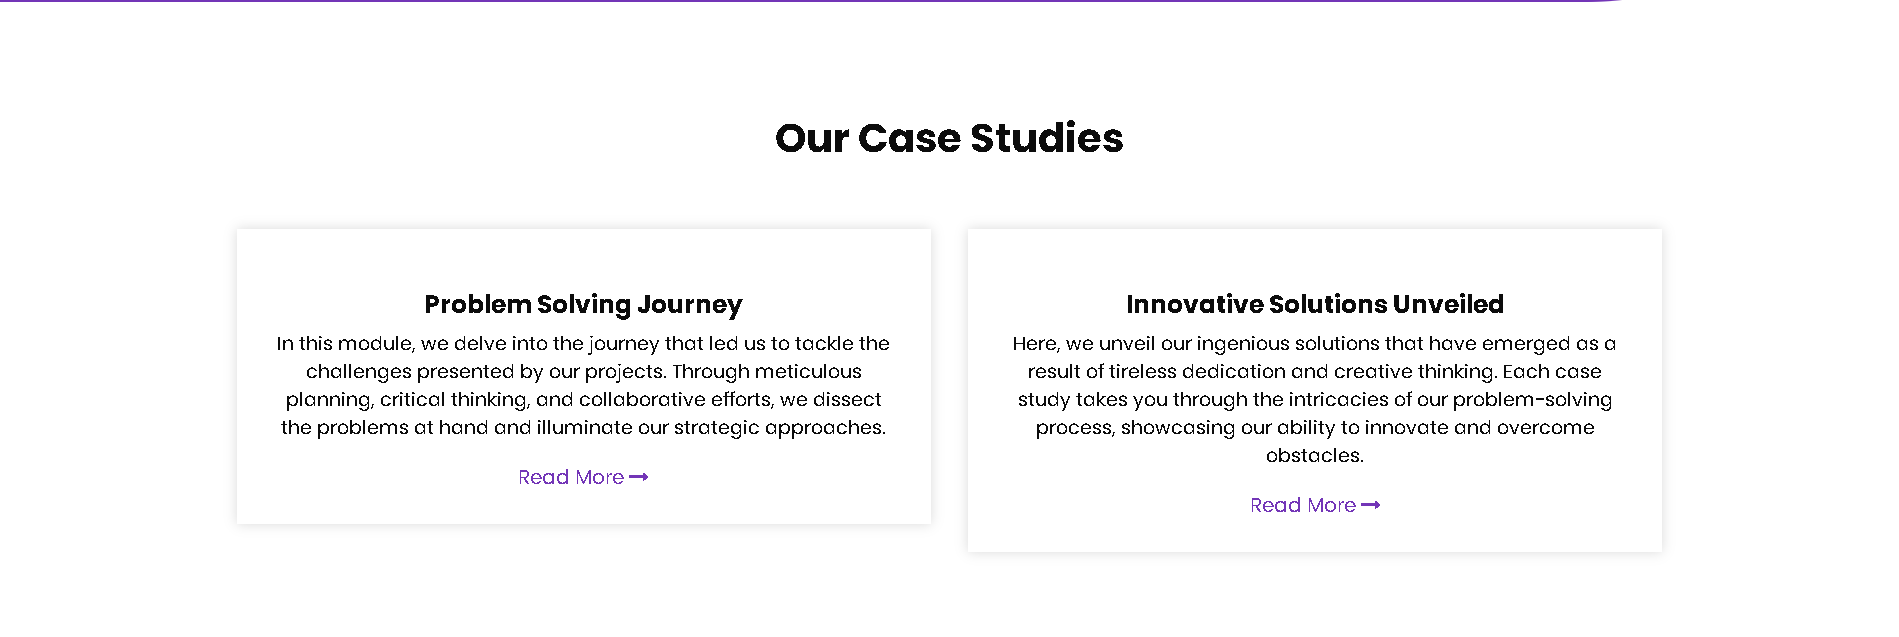 Our Case Studies
Problem Solving Journey
In this module, we delve into the journey that led us to tackle the
challenges presented by our projects. Through meticulous
planning, critical thinking, and collaborative efforts, we dissect
the problems at hand and illuminate our strategic approaches.
Read More
Innovative Solutions Unveiled
Here, we unveil our ingenious solutions that have emerged as a
result of tireless dedication and creative thinking. Each case
study takes you through the intricacies of our problem-solving
process, showcasing our ability to innovate and overcome
obstacles.
Read More